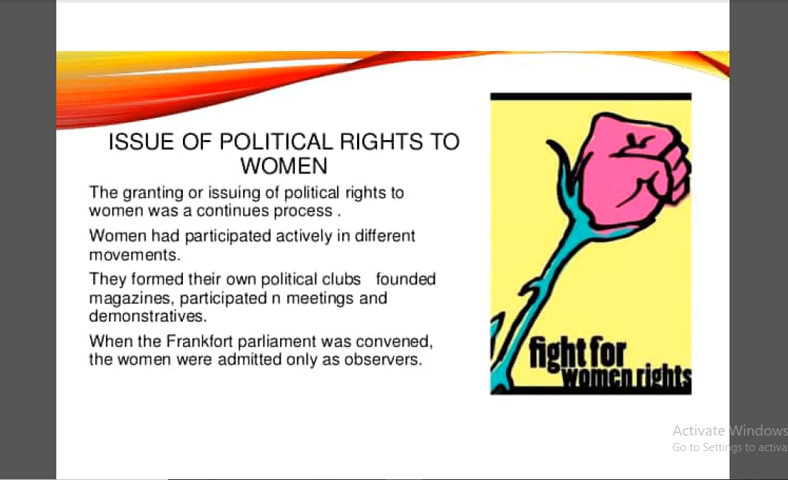 ISSUE OF POLITICAL RIGHTS TO
WOMEN
The granting or issuing of political rights to
women was a continues process .
Women had participated actively in different
movements.
They formed their own political clubs   founded
magazines, participated n meetings and
demonstratives.
When the Frankfort parliament was convened,
the women were admitted only as observers.
fight for
women rights
Activate Windows
Go to Settings to activa